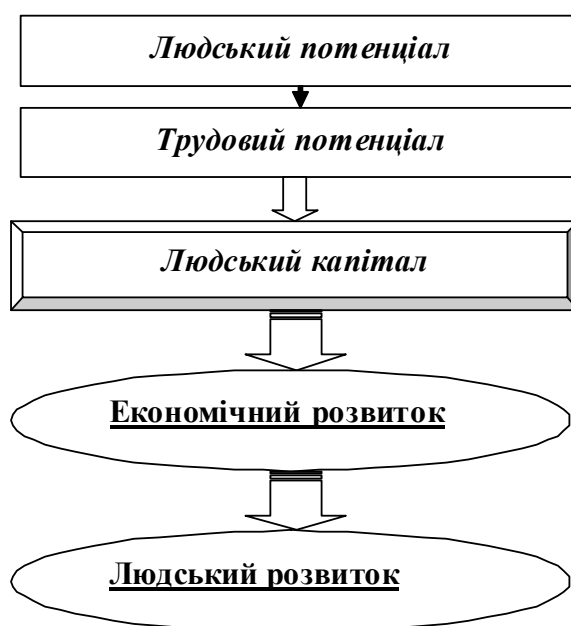 Людський потенціал
Трудовий потенціал
Людський капітал
Економічний розвиток
Людський розвиток